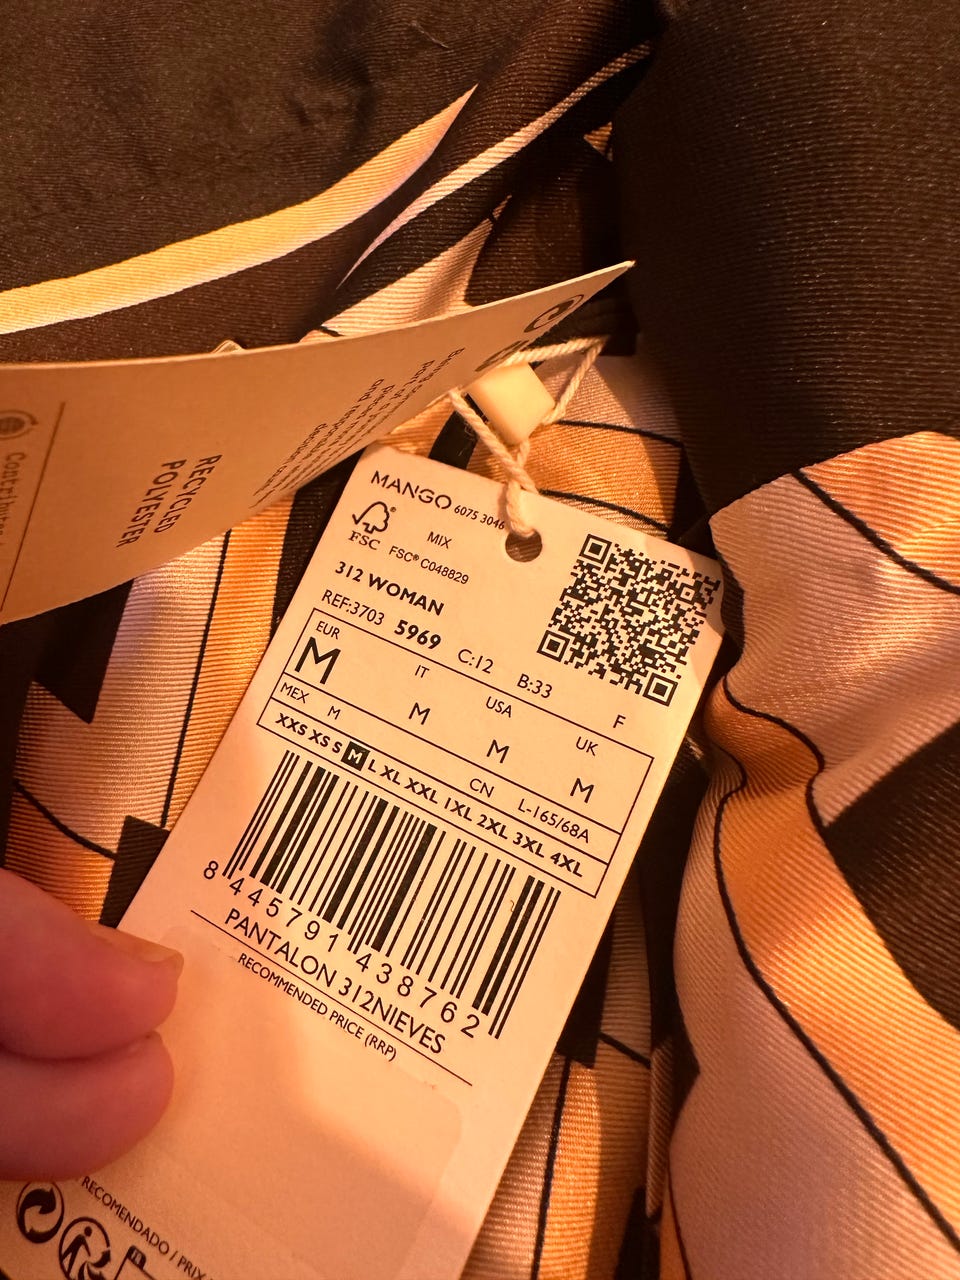 RECYCLED
POLYESTER
MANGO 6075 3046
MIX
FSC FSC® C048829
312 WOMAN
REF:3703 5969 C:12 B:33 F
EUR IT USA UK
M M M M
MEX M CN L-165/68A
XXS XS S M L XL XXL 1XL 2XL 3XL 4XL
8 445791 438762
PANTALON 312NIEVES
RECOMMENDED PRICE (RRP)
RECOMENDADO / PRIX